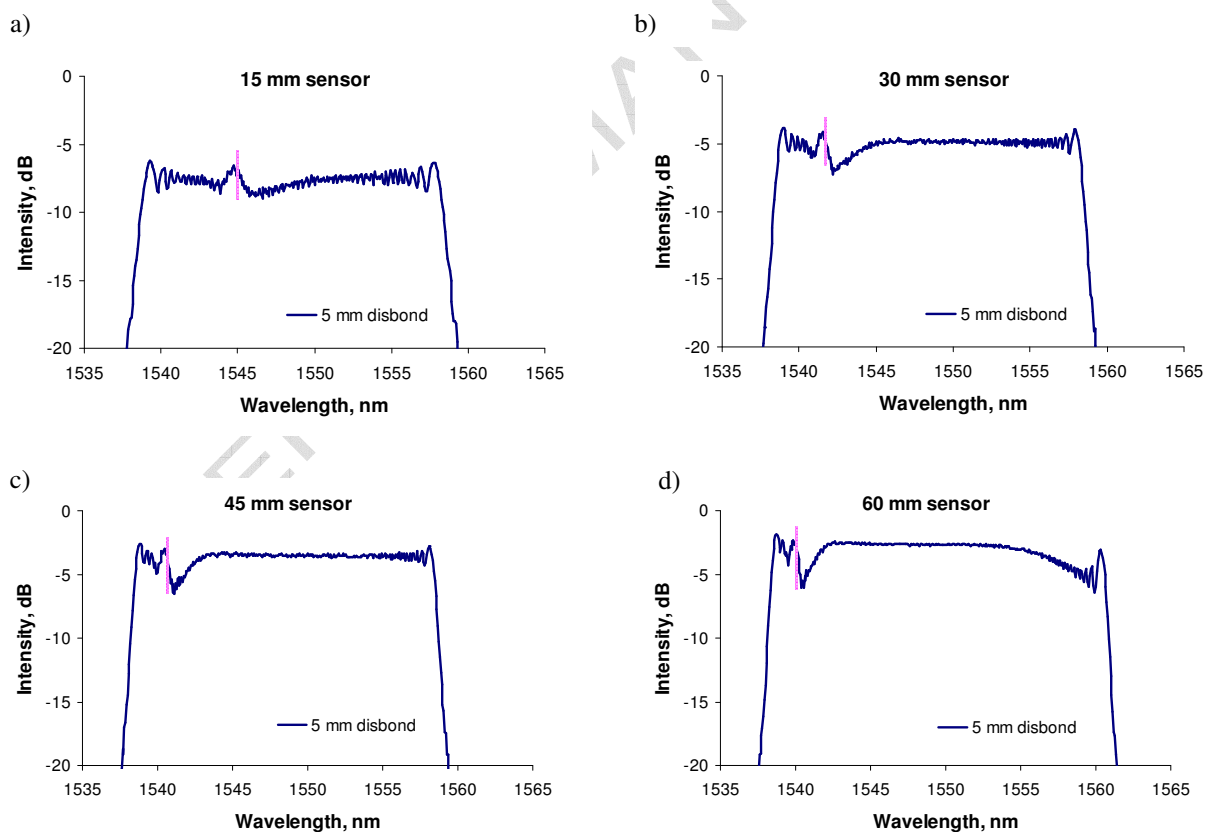 a)
15 mm sensor
0
-5
-10
-15
-20
Intensity, dB
5 mm disbond
1535 1540 1545 1550 1555 1560 1565
Wavelength, nm
b)
30 mm sensor
0
-5
-10
-15
-20
Intensity, dB
5 mm disbond
1535 1540 1545 1550 1555 1560 1565
Wavelength, nm
c)
45 mm sensor
0
-5
-10
-15
-20
Intensity, dB
5 mm disbond
1535 1540 1545 1550 1555 1560 1565
Wavelength, nm
d)
60 mm sensor
0
-5
-10
-15
-20
Intensity, dB
5 mm disbond
1535 1540 1545 1550 1555 1560 1565
Wavelength, nm